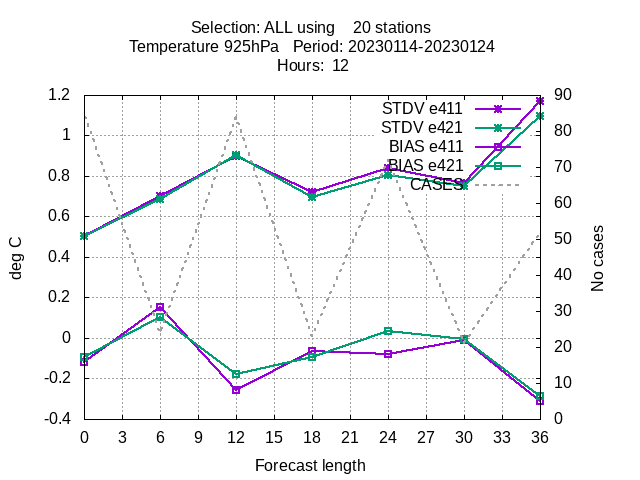 Selection: ALL using    20 stations
Temperature 925hPa   Period: 20230114-20230124
Hours:  12
1.2
1
0.8
0.6
0.4
0.2
0
-0.2
-0.4
90
80
70
60
50
40
30
20
10
0
deg C
No cases
STDV e411
STDV e421
BIAS e411
BIAS e421
CASES
0 3 6 9 12 15 18 21 24 27 30 33 36
Forecast length